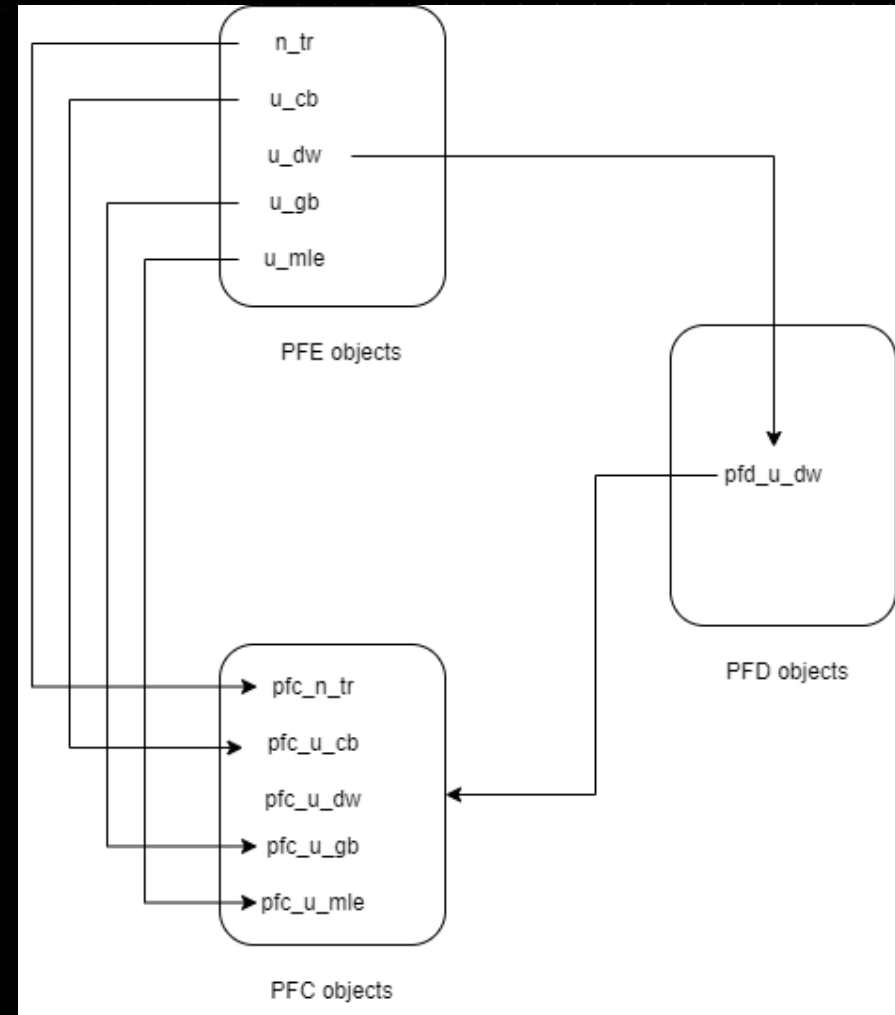 n_tr
u_cb
u_dw
u_gb
u_mle
PFE objects
pfd_u_dw
PFD objects
pfc_n_tr
pfc_u_cb
pfc_u_dw
pfc_u_gb
pfc_u_mle
PFC objects